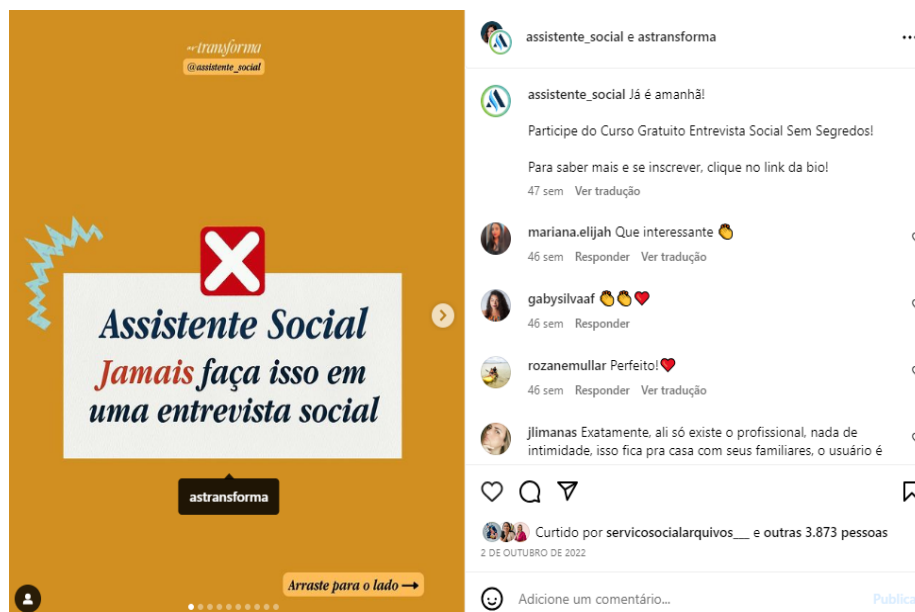 transforma
@assistente_social
Assistente Social
Jamais faça isso em
uma entrevista social
astransforma
Arraste para o lado →
assistente_social e astransforma
assistente_social Já é amanhã!
Participe do Curso Gratuito Entrevista Social Sem Segredos!
Para saber mais e se inscrever, clique no link da bio!
47 sem Ver tradução
mariana.elijah Que interessante 👏
46 sem Responder Ver tradução
gabysilvaaf 👏👏❤️
46 sem Responder
rozanemullar Perfeito!❤️
46 sem Responder Ver tradução
jlimanas Exatamente, ali só existe o profissional, nada de
intimidade, isso fica pra casa com seus familiares, o usuário é
Curtido por servicosocialarquivos___ e outras 3.873 pessoas
2 DE OUTUBRO DE 2022
Adicione um comentário...
Publica